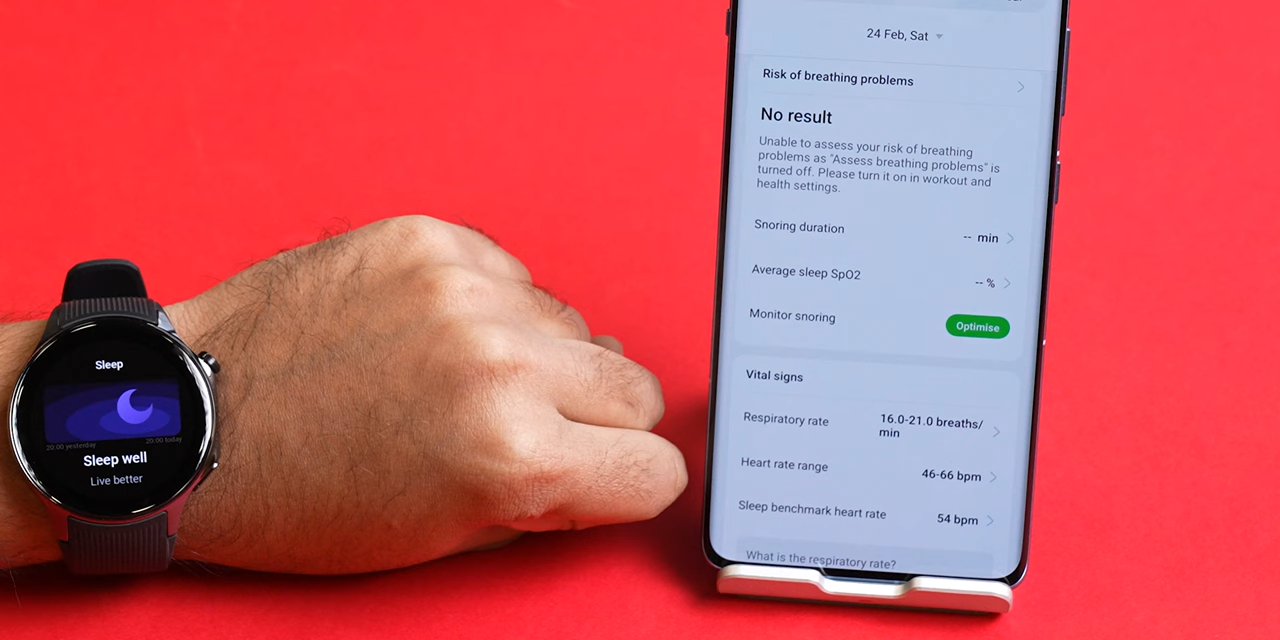 Sleep
20:00 yesterday
20:00 today
Sleep well
Live better
24 Feb, Sat
Risk of breathing problems
No result
Unable to assess your risk of breathing
problems as "Assess breathing problems" is
turned off. Please turn it on in workout and
health settings.
Snoring duration
-- min
Average sleep SpO2
-- %
Monitor snoring
Optimise
Vital signs
Respiratory rate
16.0-21.0 breaths/
min
Heart rate range
46-66 bpm
Sleep benchmark heart rate
54 bpm
What is the respiratory rate?